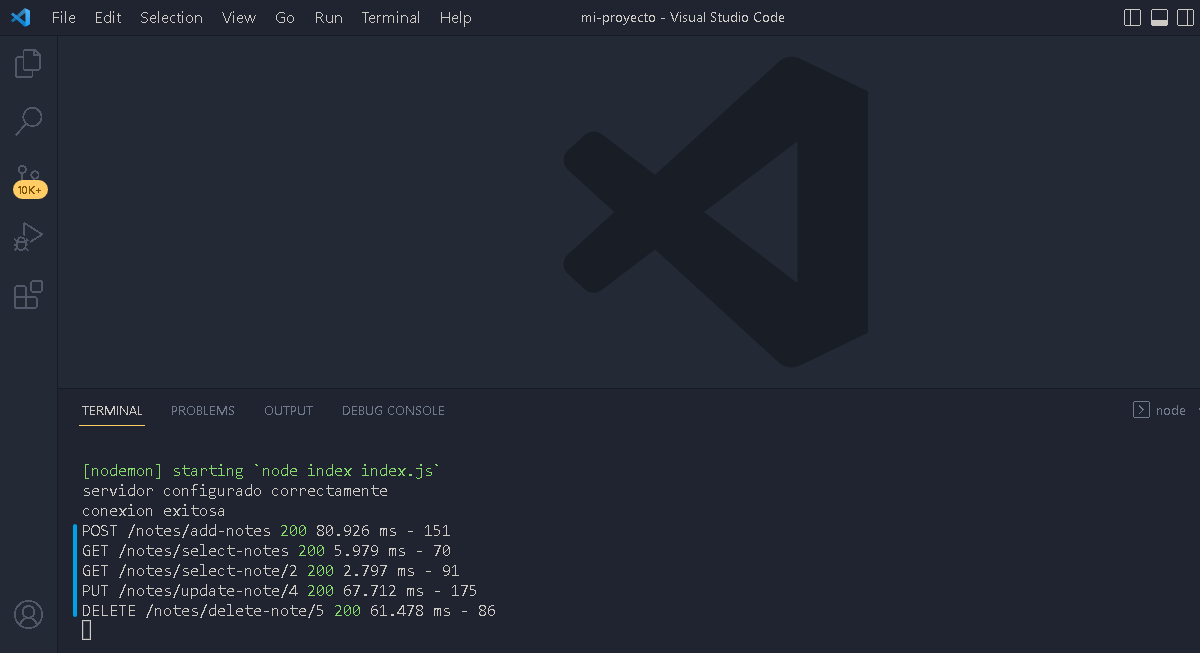 File Edit Selection View Go Run Terminal Help mi-proyecto - Visual Studio Code
10K+
TERMINAL PROBLEMS OUTPUT DEBUG CONSOLE node
[nodemon] starting `node index index.js`
servidor configurado correctamente
conexion exitosa
POST /notes/add-notes 200 80.926 ms - 151
GET /notes/select-notes 200 5.979 ms - 70
GET /notes/select-note/2 200 2.797 ms - 91
PUT /notes/update-note/4 200 67.712 ms - 175
DELETE /notes/delete-note/5 200 61.478 ms - 86